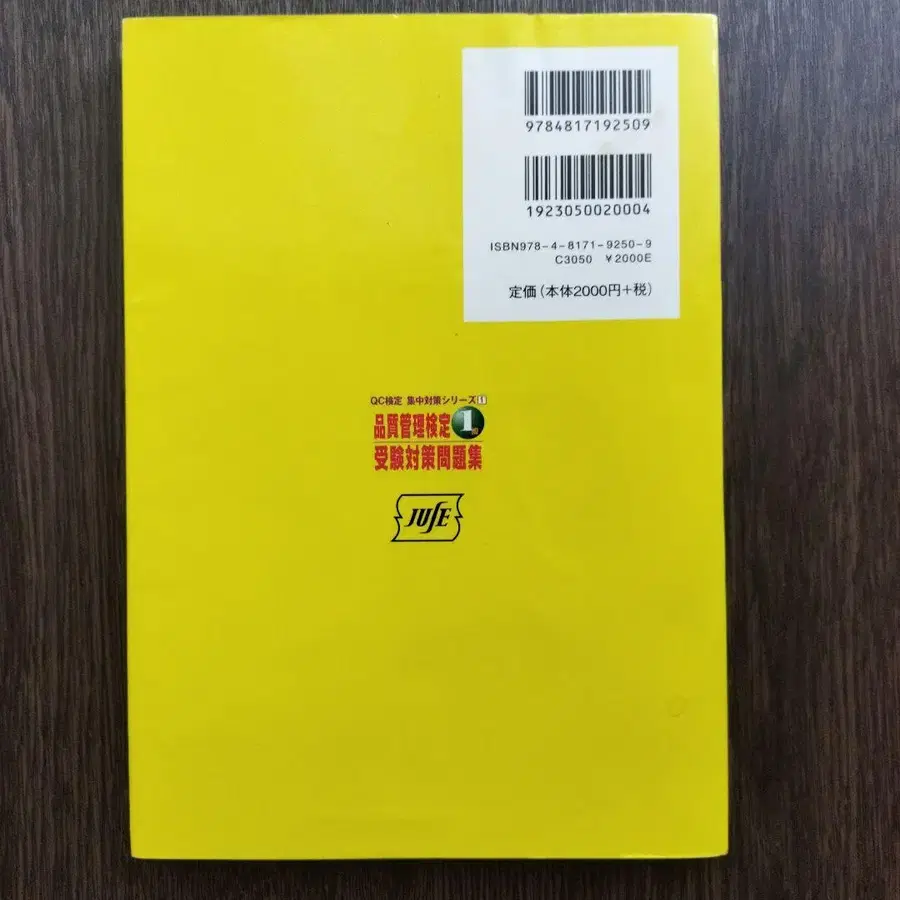 9784817192509
1923050020004
ISBN978-4-8171-9250-9
C3050 ¥2000E
定価(本体2000円+税)
QC検定 集中対策シリーズ1
品質管理検定1級
受験対策問題集
JUSE